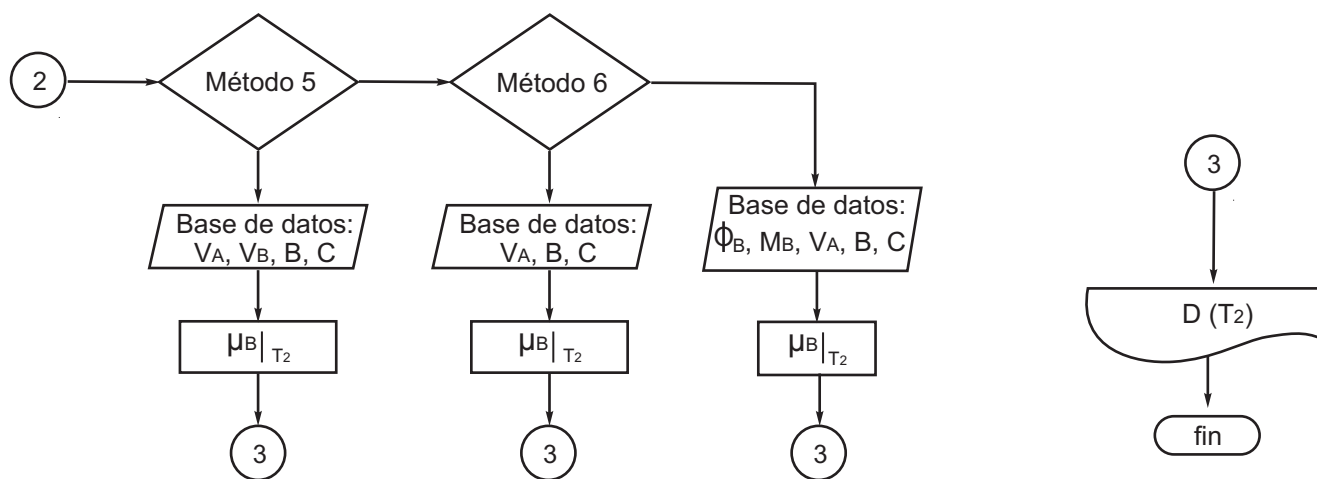 2
Método 5
Método 6
3
Base de datos:
VA, VB, B, C
Base de datos:
VA, B, C
Base de datos:
ϕB, MB, VA, B, C
µB|T2
µB|T2
µB|T2
D (T2)
3
3
3
fin